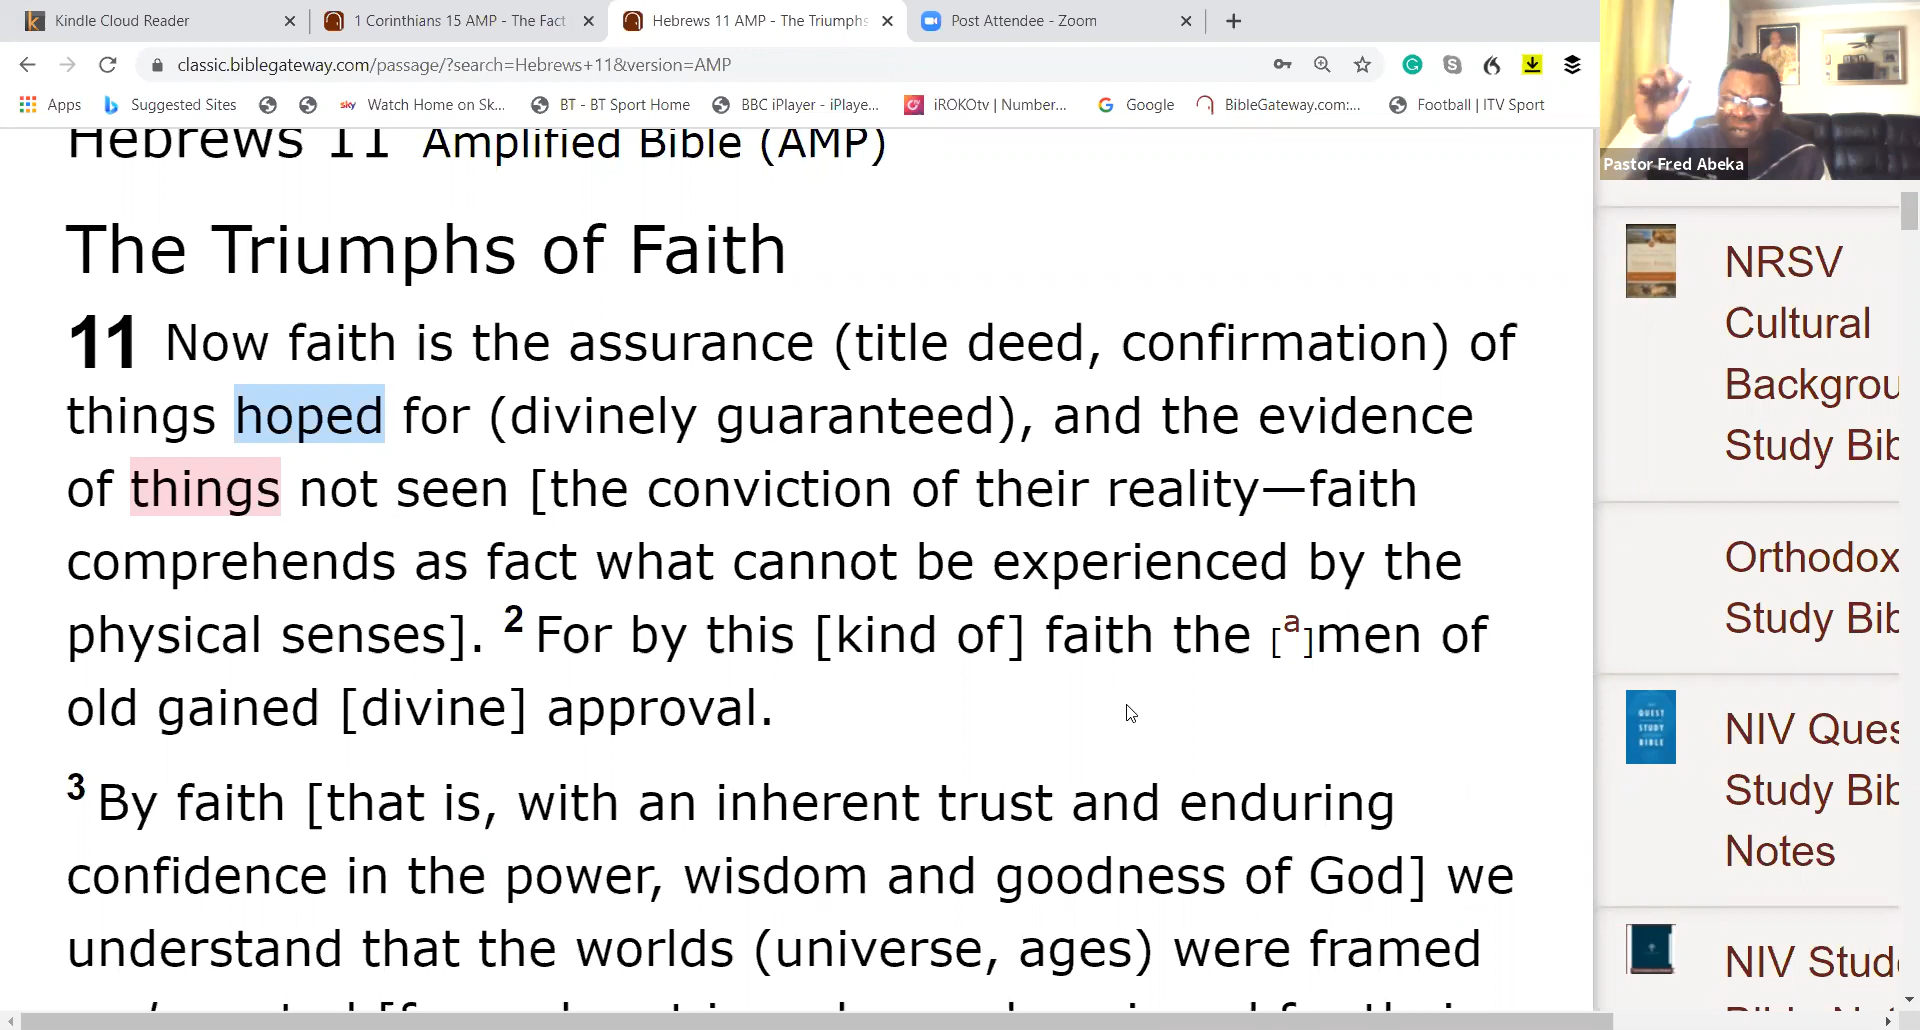 Kindle Cloud Reader
1 Corinthians 15 AMP - The Fact
Hebrews 11 AMP - The Triumphs
Post Attendee - Zoom
classic.biblegateway.com/passage/?search=Hebrews+11&version=AMP
Apps
Suggested Sites
sky Watch Home on Sk...
BT - BT Sport Home
BBC iPlayer - iPlaye...
iROKOtv | Number...
Google
BibleGateway.com:...
Football | ITV Sport
Pastor Fred Abeka
Hebrews 11 Amplified Bible (AMP)
The Triumphs of Faith
11 Now faith is the assurance (title deed, confirmation) of
things hoped for (divinely guaranteed), and the evidence
of things not seen [the conviction of their reality—faith
comprehends as fact what cannot be experienced by the
physical senses]. 2 For by this [kind of] faith the [a]men of
old gained [divine] approval.
3 By faith [that is, with an inherent trust and enduring
confidence in the power, wisdom and goodness of God] we
understand that the worlds (universe, ages) were framed
NRSV
Cultural
Backgrou
Study Bib
Orthodox
Study Bib
QUEST
STUDY
BIBLE
NIV Ques
Study Bib
Notes
NIV Stud